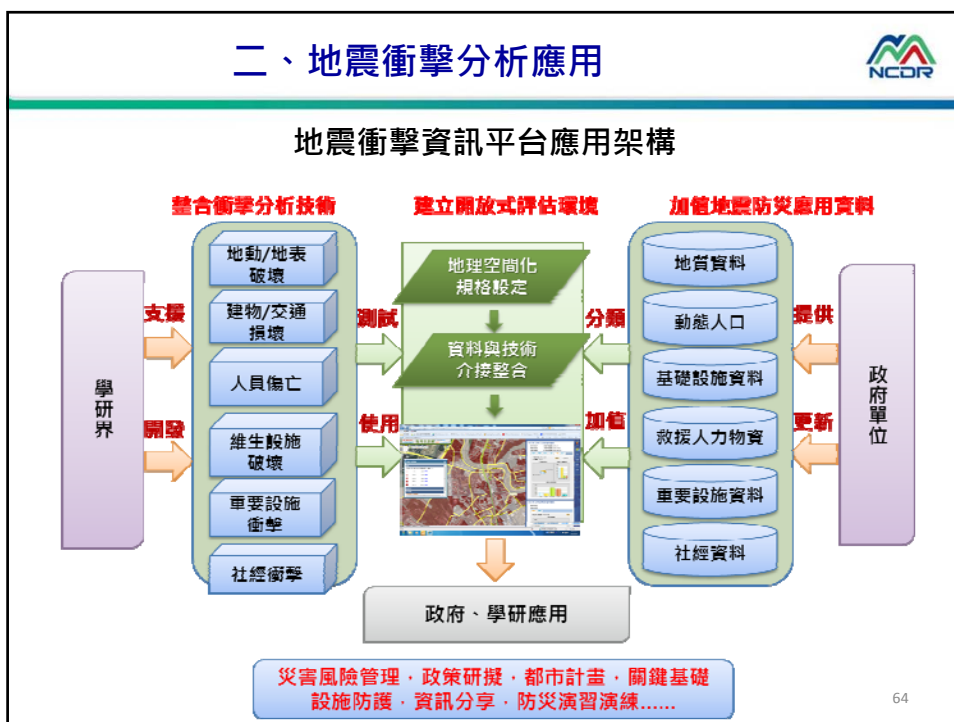 二、地震衝擊分析應用
NCDR
地震衝擊資訊平台應用架構
整合衝擊分析技術
建立開放式評估環境
加值地震防災應用資料
學研界
支援
開發
地動/地表
破壞
建物/交通
損壞
人員傷亡
維生設施
破壞
重要設施
衝擊
社經衝擊
測試
使用
地理空間化
規格設定
資料與技術
介接整合
分類
加值
地質資料
動態人口
基礎設施資料
救援人力物資
重要設施資料
社經資料
提供
更新
政府單位
政府、學研應用
災害風險管理，政策研擬，都市計畫，關鍵基礎
設施防護，資訊分享，防災演習演練……
64